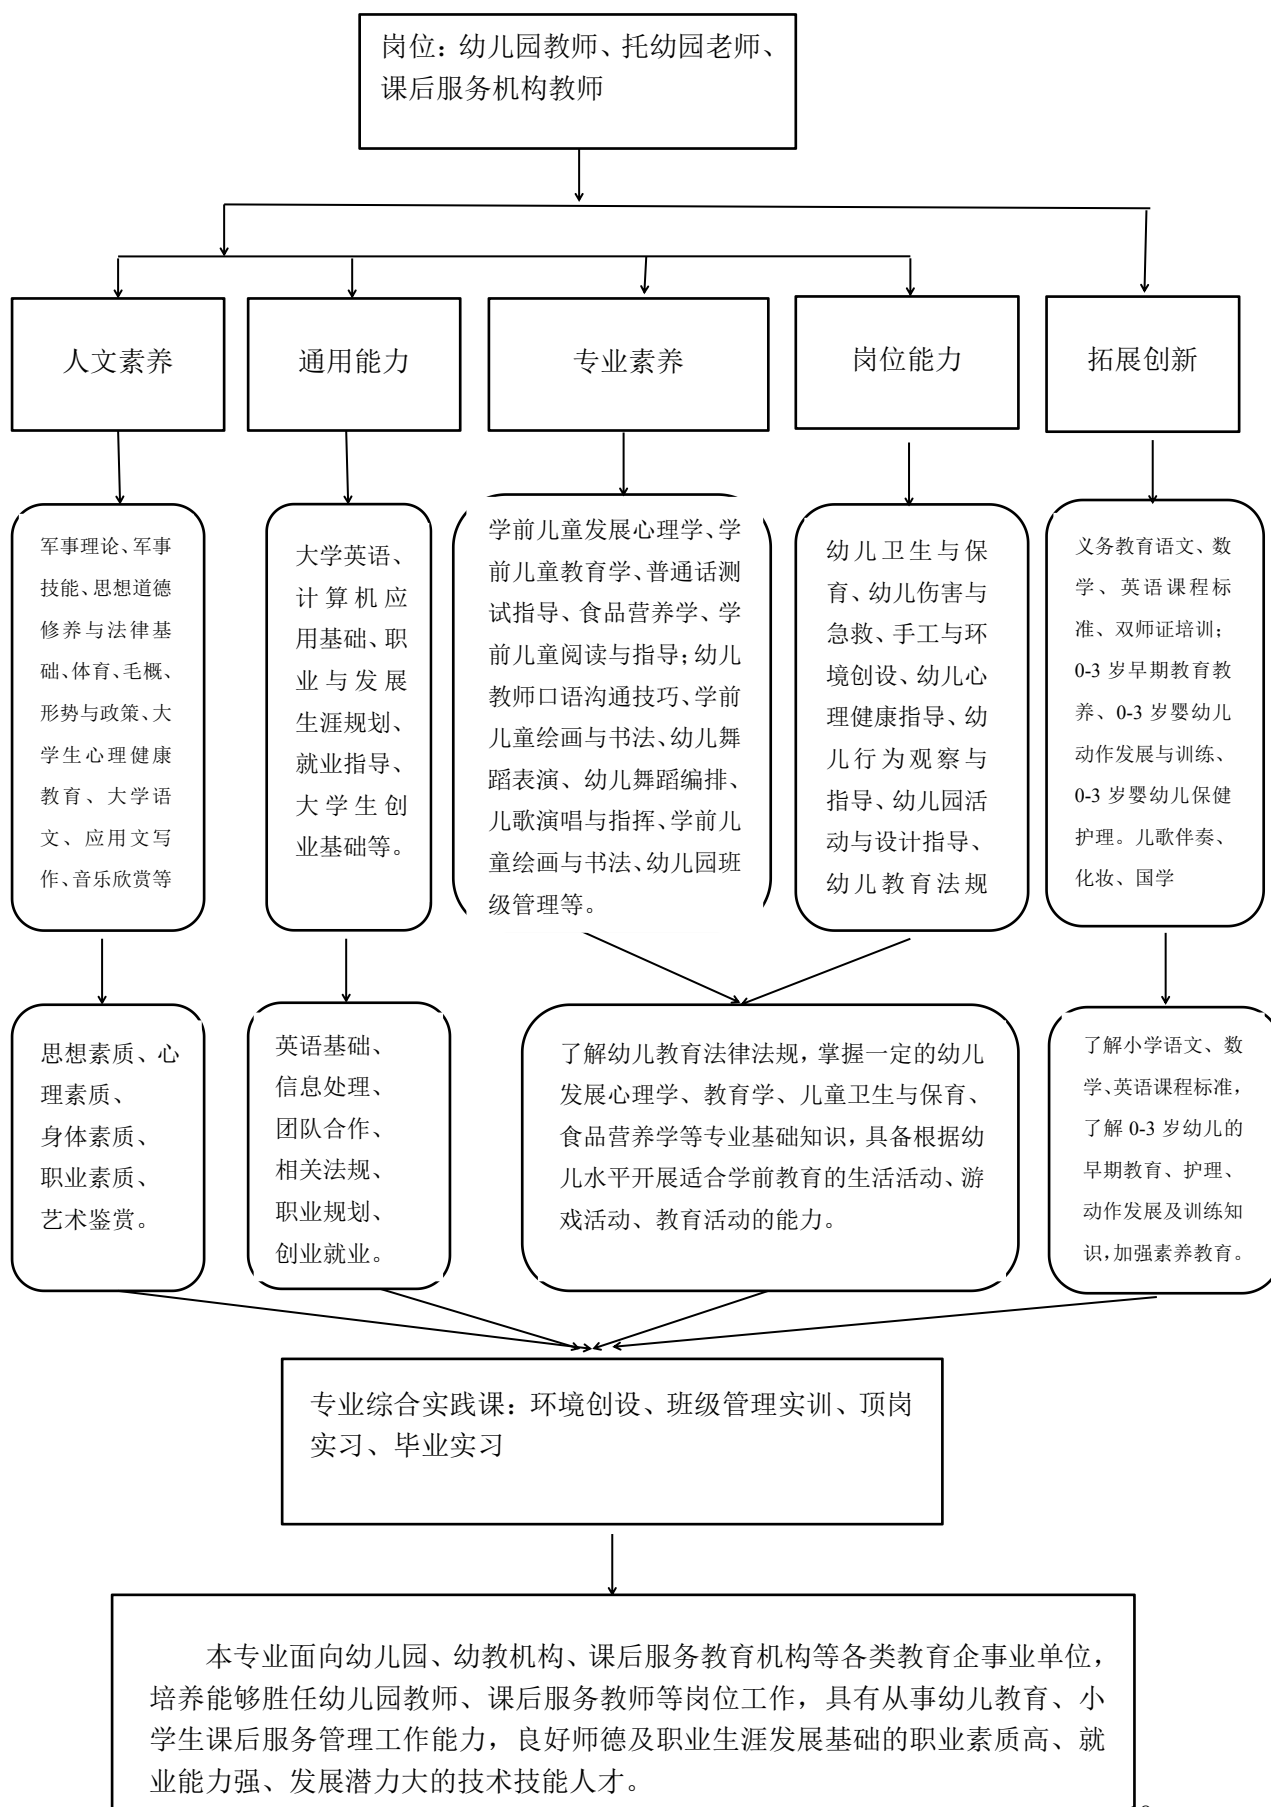 岗位：幼儿园教师、托幼园老师、
课后服务机构教师
人文素养
通用能力
专业素养
岗位能力
拓展创新
军事理论、军事
技能、思想道德
修养与法律基
础、体育、毛概、
形势与政策、大
学生心理健康
教育、大学语
文、应用文写
作、音乐欣赏等
大学英语、
计算机应
用基础、职
业与发展
生涯规划、
就业指导、
大学生创
业基础等。
学前儿童发展心理学、学
前儿童教育学、普通话测
试指导、食品营养学、学
前儿童阅读与指导；幼儿
教师口语沟通技巧、学前
儿童绘画与书法、幼儿舞
蹈表演、幼儿舞蹈编排、
儿歌演唱与指挥、学前儿
童绘画与书法、幼儿园班
级管理等。
幼儿卫生与保
育、幼儿伤害与
急救、手工与环
境创设、幼儿心
理健康指导、幼
儿行为观察与
指导、幼儿园活
动与设计指导、
幼儿教育法规
义务教育语文、数
学、英语课程标
准、双师证培训；
0-3 岁早期教育教
养、0-3 岁婴幼儿
动作发展与训练、
0-3 岁婴幼儿保健
护理。儿歌伴奏、
化妆、国学
思想素质、心
理素质、
身体素质、
职业素质、
艺术鉴赏。
英语基础、
信息处理、
团队合作、
相关法规、
职业规划、
创业就业。
了解幼儿教育法律法规，掌握一定的幼儿
发展心理学、教育学、儿童卫生与保育、
食品营养学等专业基础知识，具备根据幼
儿水平开展适合学前教育的生活活动、游
戏活动、教育活动的能力。
了解小学语文、数
学、英语课程标准，
了解 0-3 岁幼儿的
早期教育、护理、
动作发展及训练知
识，加强素养教育。
专业综合实践课：环境创设、班级管理实训、顶岗
实习、毕业实习
本专业面向幼儿园、幼教机构、课后服务教育机构等各类教育企事业单位，
培养能够胜任幼儿园教师、课后服务教师等岗位工作，具有从事幼儿教育、小
学生课后服务管理工作能力，良好师德及职业生涯发展基础的职业素质高、就
业能力强、发展潜力大的技术技能人才。